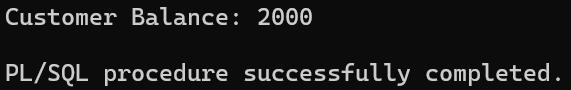 Customer Balance: 2000
PL/SQL procedure successfully completed.